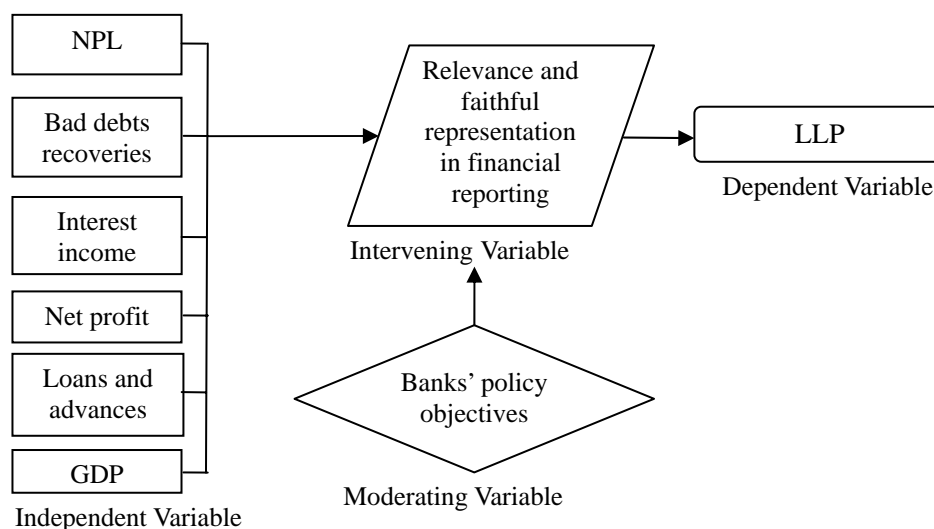 NPL
Bad debts
recoveries
Interest
income
Net profit
Loans and
advances
GDP
Independent Variable
Relevance and
faithful
representation
in financial
reporting
Intervening Variable
Banks’ policy
objectives
Moderating Variable
LLP
Dependent Variable